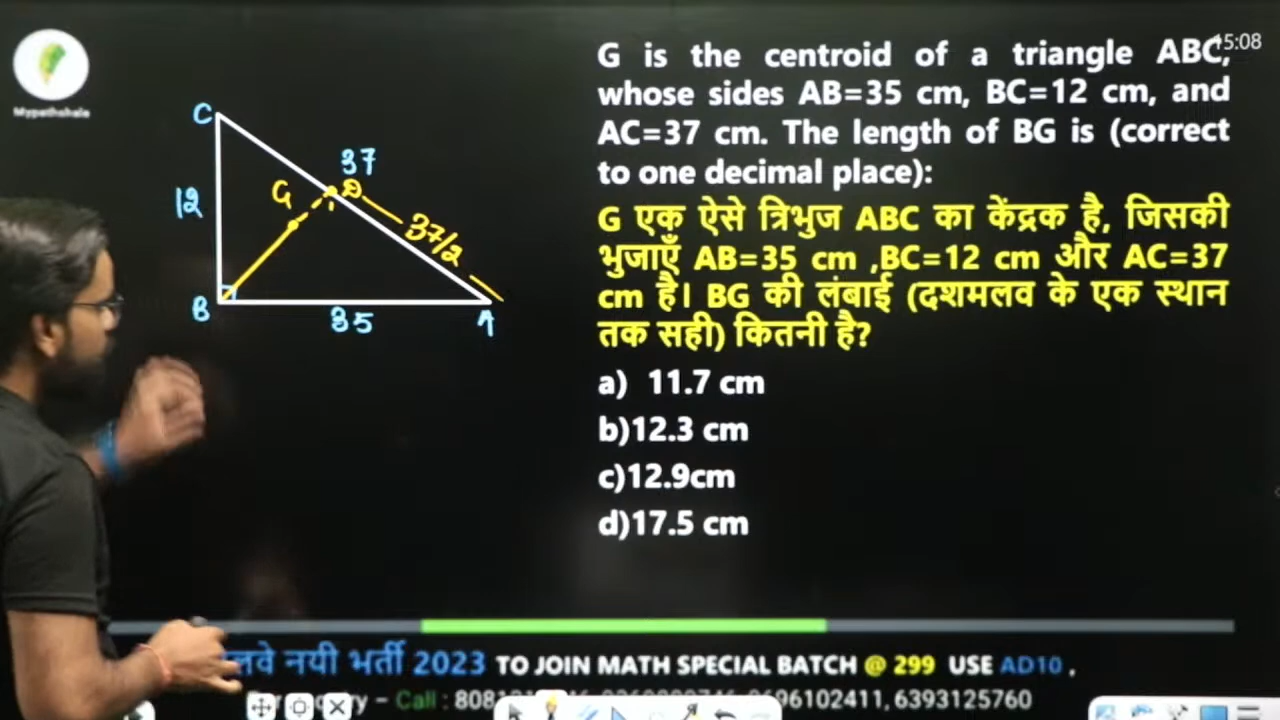 15:08
Mypathshala
G is the centroid of a triangle ABC,
whose sides AB=35 cm, BC=12 cm, and
AC=37 cm. The length of BG is (correct
to one decimal place):
G एक ऐसे त्रिभुज ABC का केंद्रक है, जिसकी
भुजाएँ AB=35 cm ,BC=12 cm और AC=37
cm है। BG की लंबाई (दशमलव के एक स्थान
तक सही) कितनी है?
a) 11.7 cm
b)12.3 cm
c)12.9cm
d)17.5 cm
C
37
12
G
D
37/2
B
35
A
नयी भर्ती 2023 TO JOIN MATH SPECIAL BATCH @ 299 USE AD10 .
– Call : 9696102411, 6393125760